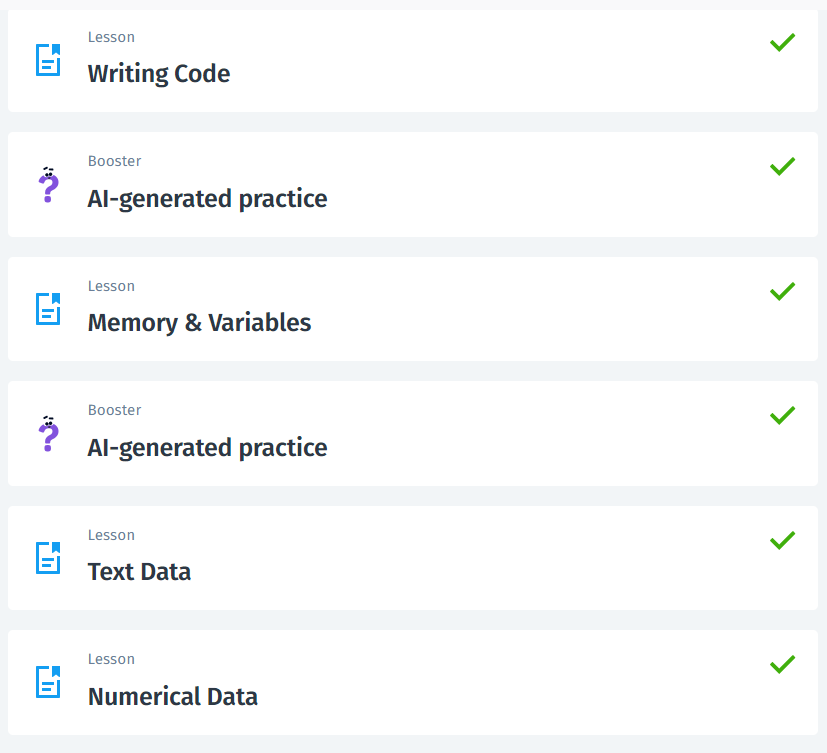 Lesson
Writing Code
Booster
AI-generated practice
Lesson
Memory & Variables
Booster
AI-generated practice
Lesson
Text Data
Lesson
Numerical Data